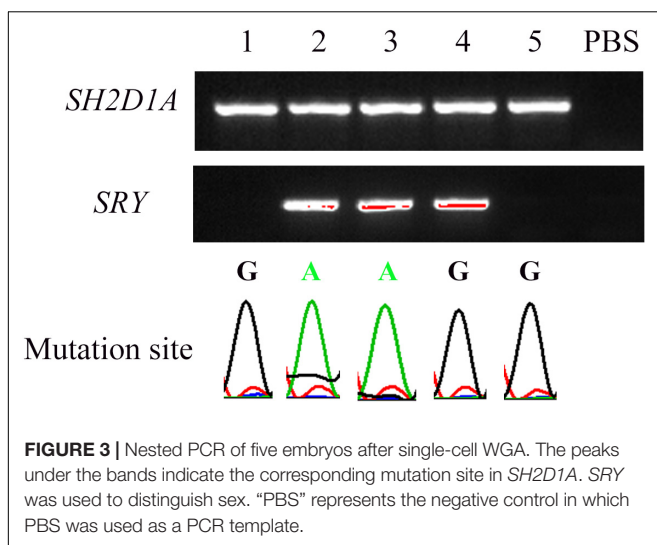 1 2 3 4 5 PBS
SH2D1A
SRY
G A A G G
Mutation site
FIGURE 3 | Nested PCR of five embryos after single-cell WGA. The peaks
under the bands indicate the corresponding mutation site in SH2D1A. SRY
was used to distinguish sex. “PBS” represents the negative control in which
PBS was used as a PCR template.